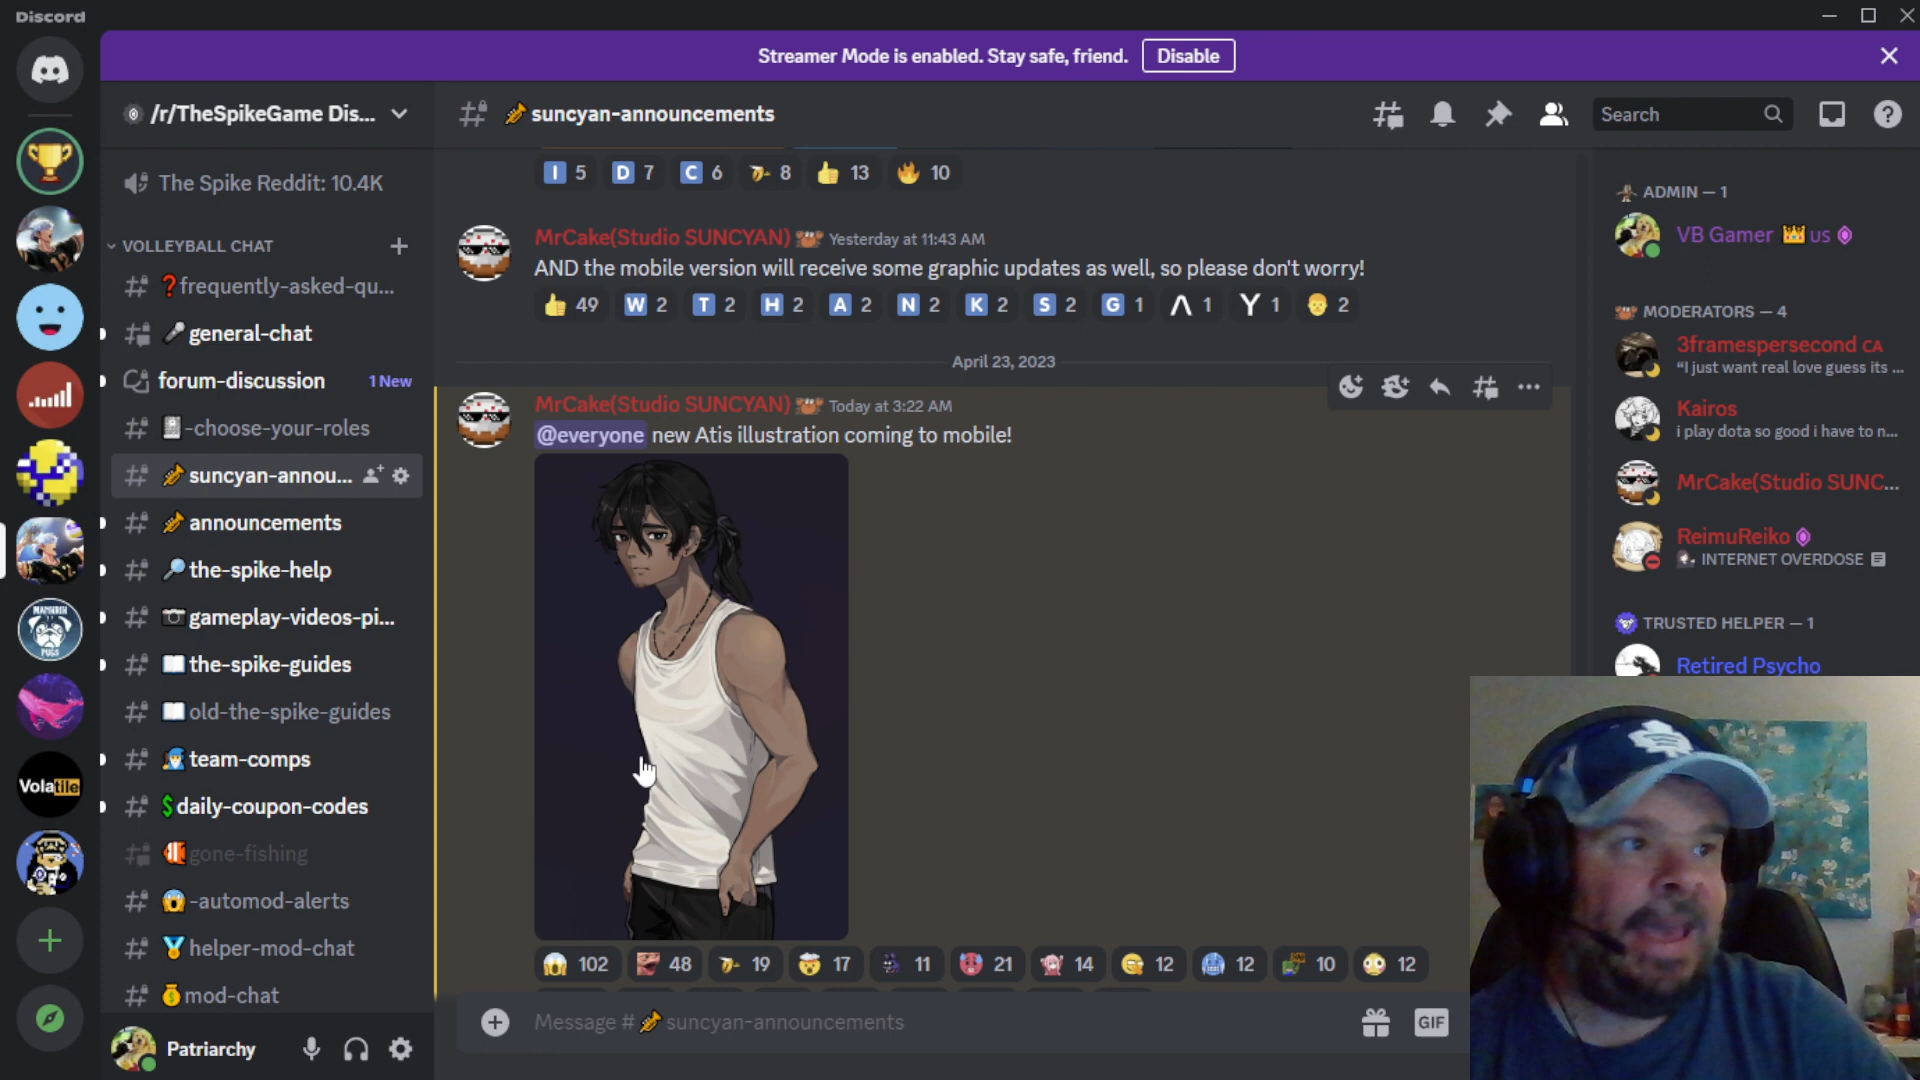 Discord
Streamer Mode is enabled. Stay safe, friend.
Disable
/r/TheSpikeGame Dis...
suncyan-announcements
Search
The Spike Reddit: 10.4K
VOLLEYBALL CHAT
frequently-asked-qu...
general-chat
forum-discussion
1 New
-choose-your-roles
suncyan-annou...
announcements
the-spike-help
gameplay-videos-pi...
the-spike-guides
old-the-spike-guides
team-comps
daily-coupon-codes
gone-fishing
-automod-alerts
helper-mod-chat
mod-chat
Patriarchy
MAMMRIN
PUGS
Volatile
I 5 D 7 C 6 8 13 10
MrCake(Studio SUNCYAN) Yesterday at 11:43 AM
AND the mobile version will receive some graphic updates as well, so please don't worry!
49 W 2 T 2 H 2 A 2 N 2 K 2 S 2 G 1 Λ 1 Y 1 2
April 23, 2023
MrCake(Studio SUNCYAN) Today at 3:22 AM
@everyone new Atis illustration coming to mobile!
102 48 19 17 11 21 14 12 12 10 12
Message # suncyan-announcements
GIF
ADMIN — 1
VB Gamer us
MODERATORS — 4
3framespersecond CA
“I just want real love guess its ...
Kairos
i play dota so good i have to n...
MrCake(Studio SUNC...
ReimuReiko
INTERNET OVERDOSE
TRUSTED HELPER — 1
Retired Psycho